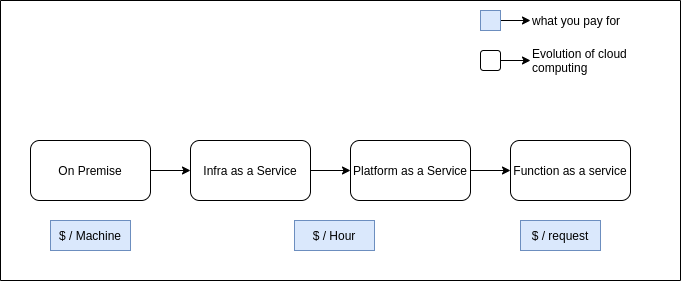 what you pay for
Evolution of cloud
computing
On Premise
Infra as a Service
Platform as a Service
Function as a service
$ / Machine
$ / Hour
$ / request